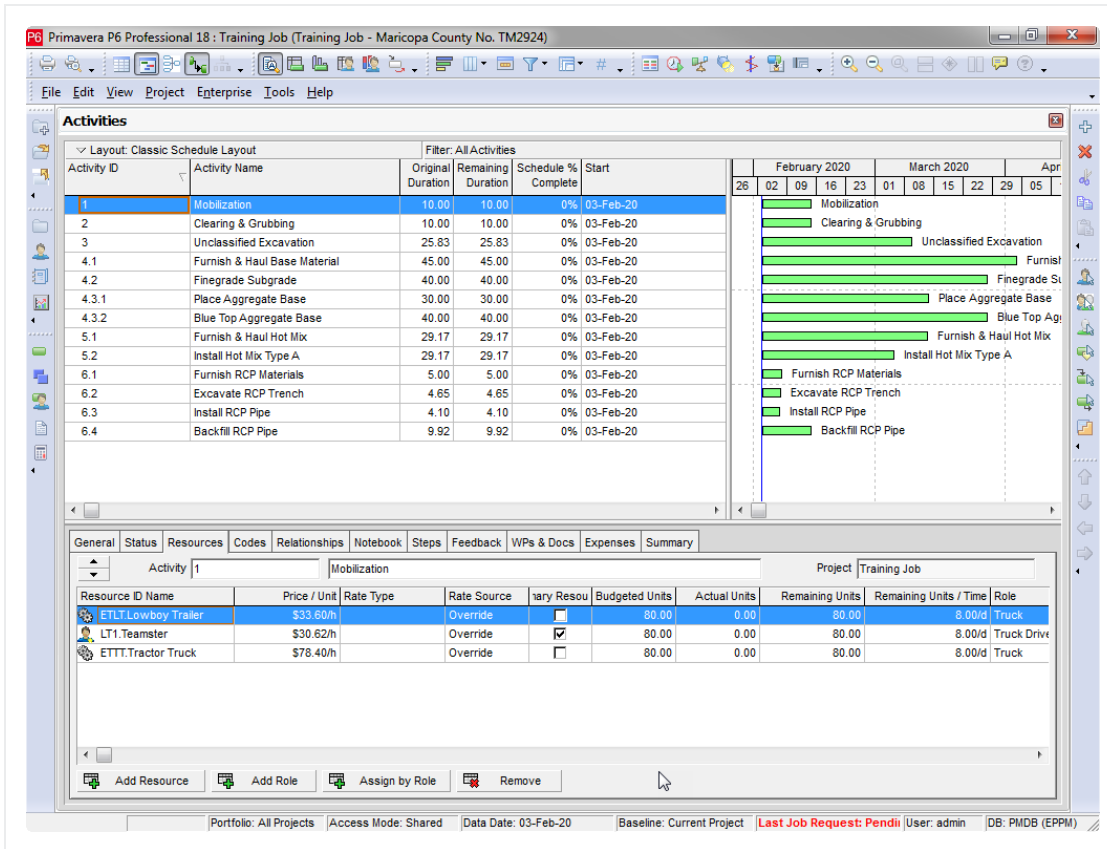 P6 Primavera P6 Professional 18 : Training Job (Training Job - Maricopa County No. TM2924)
File Edit View Project Enterprise Tools Help
Activities
Layout: Classic Schedule Layout Filter: All Activities
Activity ID Activity Name Original Duration Remaining Duration Schedule % Complete Start
February 2020 March 2020 Apr
26 02 09 16 23 01 08 15 22 29 05
1 Mobilization 10.00 10.00 0% 03-Feb-20 Mobilization
2 Clearing & Grubbing 10.00 10.00 0% 03-Feb-20 Clearing & Grubbing
3 Unclassified Excavation 25.83 25.83 0% 03-Feb-20 Unclassified Excavation
4.1 Furnish & Haul Base Material 45.00 45.00 0% 03-Feb-20 Furnish
4.2 Finegrade Subgrade 40.00 40.00 0% 03-Feb-20 Finegrade Su
4.3.1 Place Aggregate Base 30.00 30.00 0% 03-Feb-20 Place Aggregate Base
4.3.2 Blue Top Aggregate Base 40.00 40.00 0% 03-Feb-20 Blue Top Agg
5.1 Furnish & Haul Hot Mix 29.17 29.17 0% 03-Feb-20 Furnish & Haul Hot Mix
5.2 Install Hot Mix Type A 29.17 29.17 0% 03-Feb-20 Install Hot Mix Type A
6.1 Furnish RCP Materials 5.00 5.00 0% 03-Feb-20 Furnish RCP Materials
6.2 Excavate RCP Trench 4.65 4.65 0% 03-Feb-20 Excavate RCP Trench
6.3 Install RCP Pipe 4.10 4.10 0% 03-Feb-20 Install RCP Pipe
6.4 Backfill RCP Pipe 9.92 9.92 0% 03-Feb-20 Backfill RCP Pipe
General Status Resources Codes Relationships Notebook Steps Feedback WPs & Docs Expenses Summary
Activity 1 Mobilization Project Training Job
Resource ID Name Price / Unit Rate Type Rate Source nary Resou Budgeted Units Actual Units Remaining Units Remaining Units / Time Role
ETLT.Lowboy Trailer $33.60/h Override 80.00 0.00 80.00 8.00/d Truck
LT1.Teamster $30.62/h Override 80.00 0.00 80.00 8.00/d Truck Drive
ETTT.Tractor Truck $78.40/h Override 80.00 0.00 80.00 8.00/d Truck
Add Resource Add Role Assign by Role Remove
Portfolio: All Projects Access Mode: Shared Data Date: 03-Feb-20 Baseline: Current Project Last Job Request: Pendi User: admin DB: PMDB (EPPM)